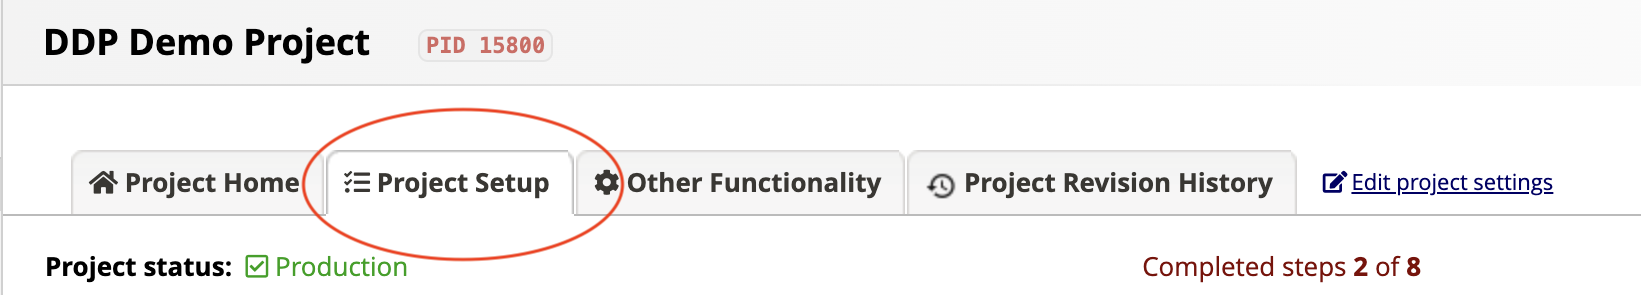 DDP Demo Project PID 15800
Project Home Project Setup Other Functionality Project Revision History Edit project settings
Project status: Production Completed steps 2 of 8